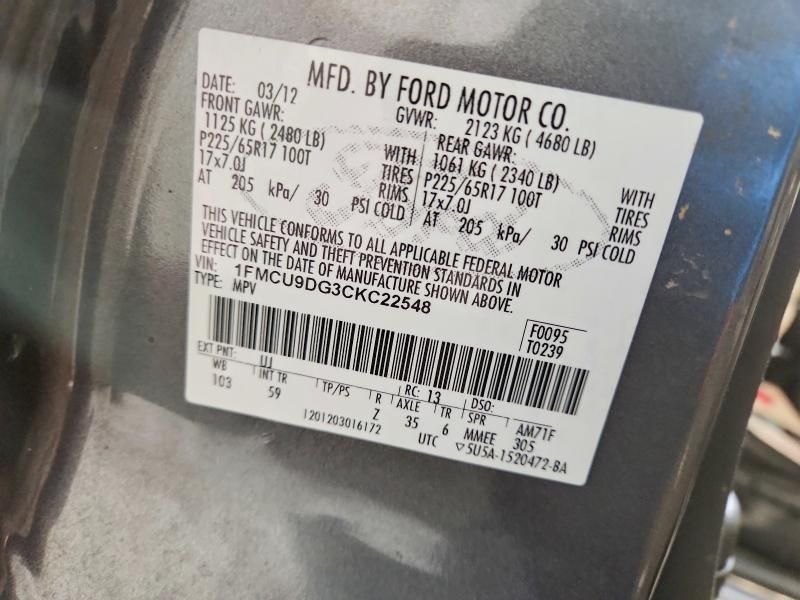 MFD. BY FORD MOTOR CO.
DATE: 03/12 GVWR: 2123 KG ( 4680 LB)
FRONT GAWR: REAR GAWR:
1125 KG ( 2480 LB) WITH 1061 KG ( 2340 LB) WITH
P225/65R17 100T TIRES P225/65R17 100T TIRES
17x7.0J RIMS 17x7.0J RIMS
AT 205 kPa/ 30 PSI COLD AT 205 kPa/ 30 PSI COLD
THIS VEHICLE CONFORMS TO ALL APPLICABLE FEDERAL MOTOR
VEHICLE SAFETY AND THEFT PREVENTION STANDARDS IN
EFFECT ON THE DATE OF MANUFACTURE SHOWN ABOVE.
VIN: 1FMCU9DG3CKC22548
TYPE: MPV
F0095
T0239
EXT PNT: UJ RC: 13 DSO:
WB INT TR TP/PS R AXLE TR SPR AM71F
103 59 Z 35 6 MMEE 305
1201203016172 UTC ▽5U5A-1520472-BA